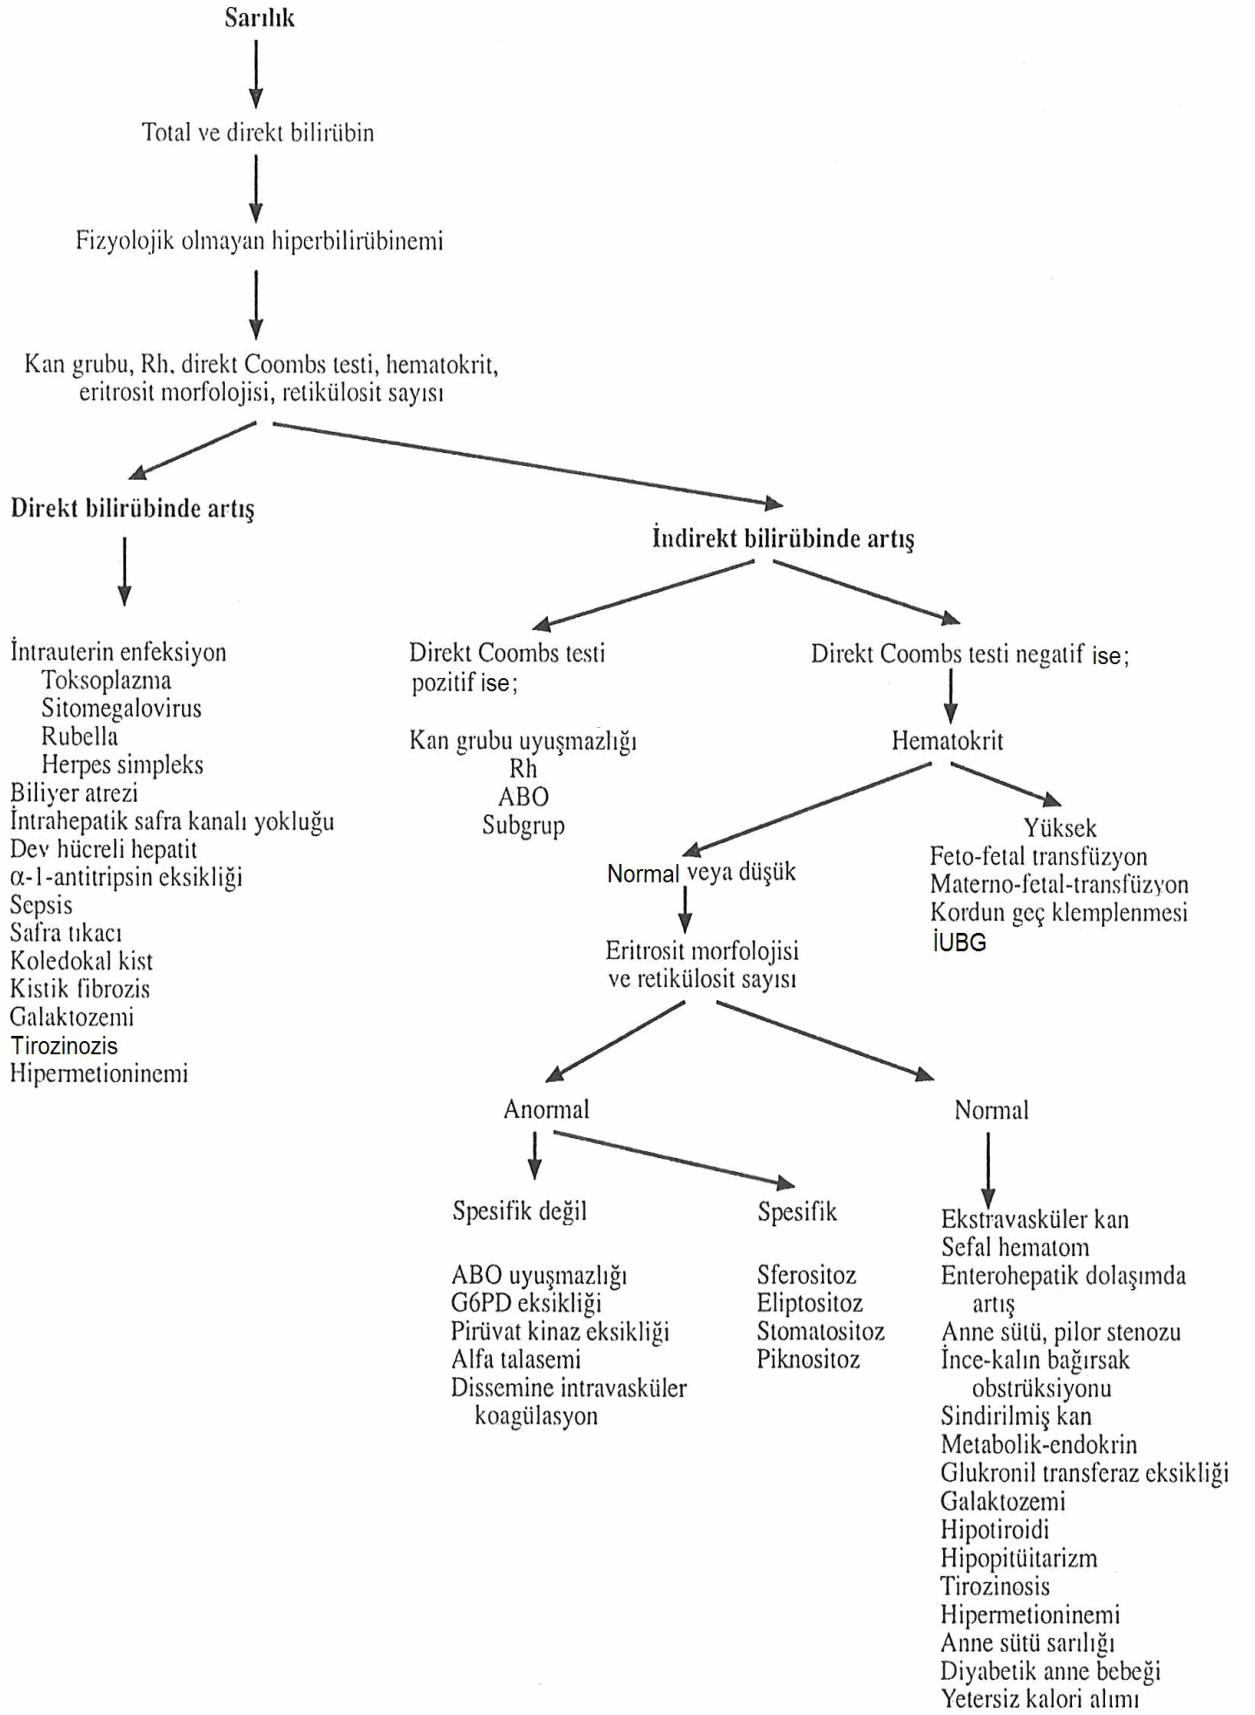 Sarılık
Total ve direkt bilirübin
Fizyolojik olmayan hiperbilirübinemi
Kan grubu, Rh, direkt Coombs testi, hematokrit,
eritrosit morfolojisi, retikülosit sayısı
Direkt bilirübinde artış
İntrauterin enfeksiyon
Toksoplazma
Sitomegalovirus
Rubella
Herpes simpleks
Biliyer atrezi
İntrahepatik safra kanalı yokluğu
Dev hücreli hepatit
α-1-antitripsin eksikliği
Sepsis
Safra tıkacı
Koledokal kist
Kistik fibrozis
Galaktozemi
Tirozinozis
Hipermetioninemi
İndirekt bilirübinde artış
Direkt Coombs testi
pozitif ise;
Kan grubu uyuşmazlığı
Rh
ABO
Subgrup
Direkt Coombs testi negatif ise;
Hematokrit
Yüksek
Feto-fetal transfüzyon
Materno-fetal-transfüzyon
Kordun geç klemplenmesi
İUBG
Normal veya düşük
Eritrosit morfolojisi
ve retikülosit sayısı
Anormal
Spesifik değil
ABO uyuşmazlığı
G6PD eksikliği
Pirüvat kinaz eksikliği
Alfa talasemi
Dissemine intravasküler
koagülasyon
Spesifik
Sferositoz
Eliptositoz
Stomatositoz
Piknositoz
Normal
Ekstravasküler kan
Sefal hematom
Enterohepatik dolaşımda
artış
Anne sütü, pilor stenozu
İnce-kalın bağırsak
obstrüksiyonu
Sindirilmiş kan
Metabolik-endokrin
Glukronil transferaz eksikliği
Galaktozemi
Hipotiroidi
Hipopitüitarizm
Tirozinosis
Hipermetioninemi
Anne sütü sarılığı
Diyabetik anne bebeği
Yetersiz kalori alımı